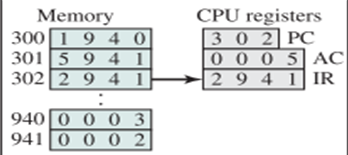 Memory CPU registers
300 1 9 4 0 3 0 2 PC
301 5 9 4 1 0 0 0 5 AC
302 2 9 4 1 2 9 4 1 IR
:
940 0 0 0 3
941 0 0 0 2